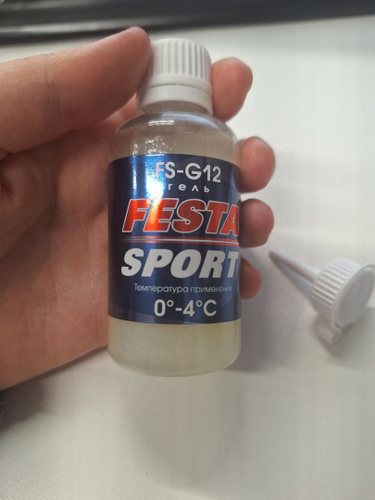 FS-G12
гель
FESTA
SPORT
Температура применения
0°-4°C